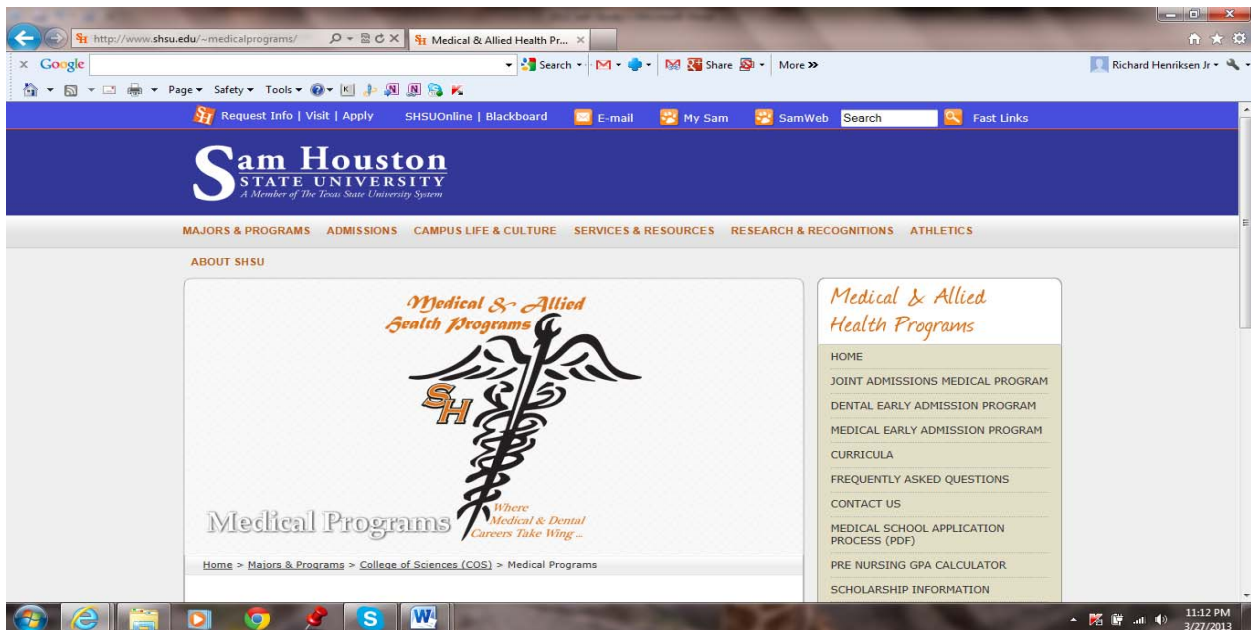 http://www.shsu.edu/~medicalprograms/
Medical & Allied Health Pr...
x Google
Search
Share
More »
Richard Henriksen Jr
Page Safety Tools
Request Info | Visit | Apply SHSUOnline | Blackboard E-mail My Sam SamWeb Search Fast Links
Sam Houston
STATE UNIVERSITY
A Member of The Texas State University System
MAJORS & PROGRAMS ADMISSIONS CAMPUS LIFE & CULTURE SERVICES & RESOURCES RESEARCH & RECOGNITIONS ATHLETICS
ABOUT SHSU
Medical & Allied
Health Programs
SH
Where
Medical & Dental
Careers Take Wing ...
Medical Programs
Home > Majors & Programs > College of Sciences (COS) > Medical Programs
Medical & Allied
Health Programs
HOME
JOINT ADMISSIONS MEDICAL PROGRAM
DENTAL EARLY ADMISSION PROGRAM
MEDICAL EARLY ADMISSION PROGRAM
CURRICULA
FREQUENTLY ASKED QUESTIONS
CONTACT US
MEDICAL SCHOOL APPLICATION
PROCESS (PDF)
PRE NURSING GPA CALCULATOR
SCHOLARSHIP INFORMATION
11:12 PM
3/27/2013